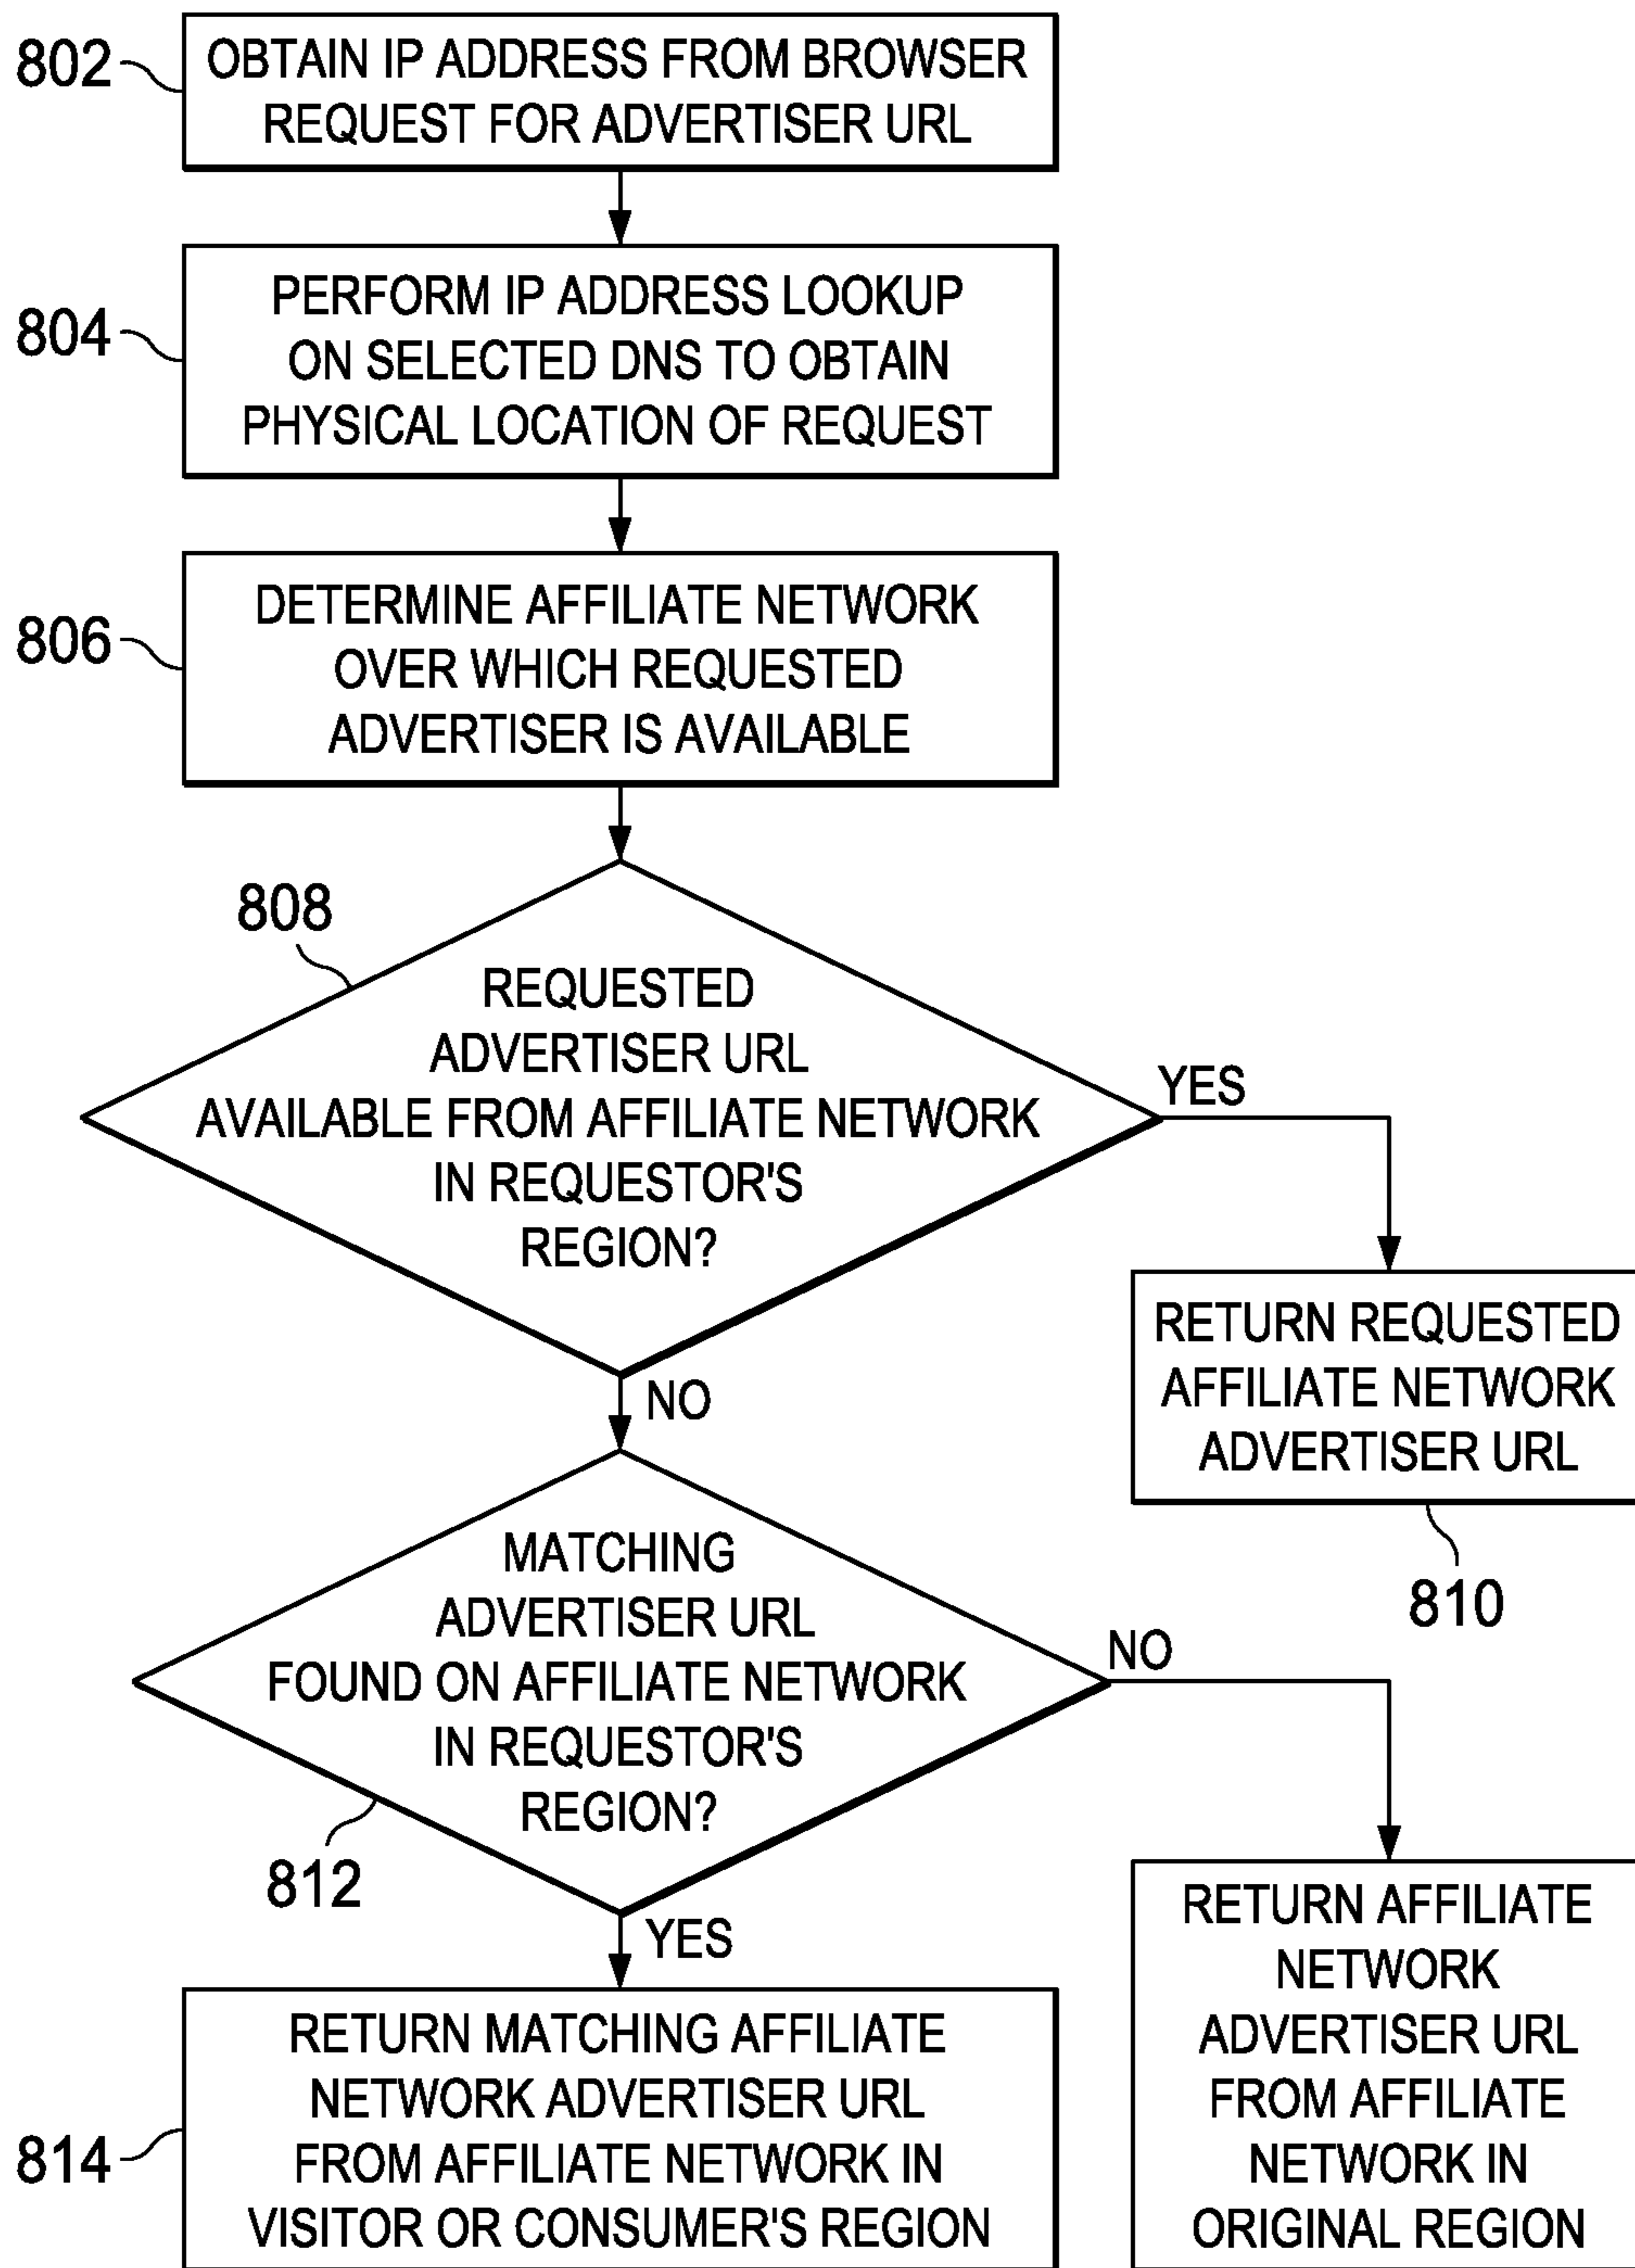 802
OBTAIN IP ADDRESS FROM BROWSER
REQUEST FOR ADVERTISER URL
804
PERFORM IP ADDRESS LOOKUP
ON SELECTED DNS TO OBTAIN
PHYSICAL LOCATION OF REQUEST
806
DETERMINE AFFILIATE NETWORK
OVER WHICH REQUESTED
ADVERTISER IS AVAILABLE
808
REQUESTED
ADVERTISER URL
AVAILABLE FROM AFFILIATE NETWORK
IN REQUESTOR'S
REGION?
YES
RETURN REQUESTED
AFFILIATE NETWORK
ADVERTISER URL
810
NO
MATCHING
ADVERTISER URL
FOUND ON AFFILIATE NETWORK
IN REQUESTOR'S
REGION?
812
NO
RETURN AFFILIATE
NETWORK
ADVERTISER URL
FROM AFFILIATE
NETWORK IN
ORIGINAL REGION
YES
814
RETURN MATCHING AFFILIATE
NETWORK ADVERTISER URL
FROM AFFILIATE NETWORK IN
VISITOR OR CONSUMER'S REGION